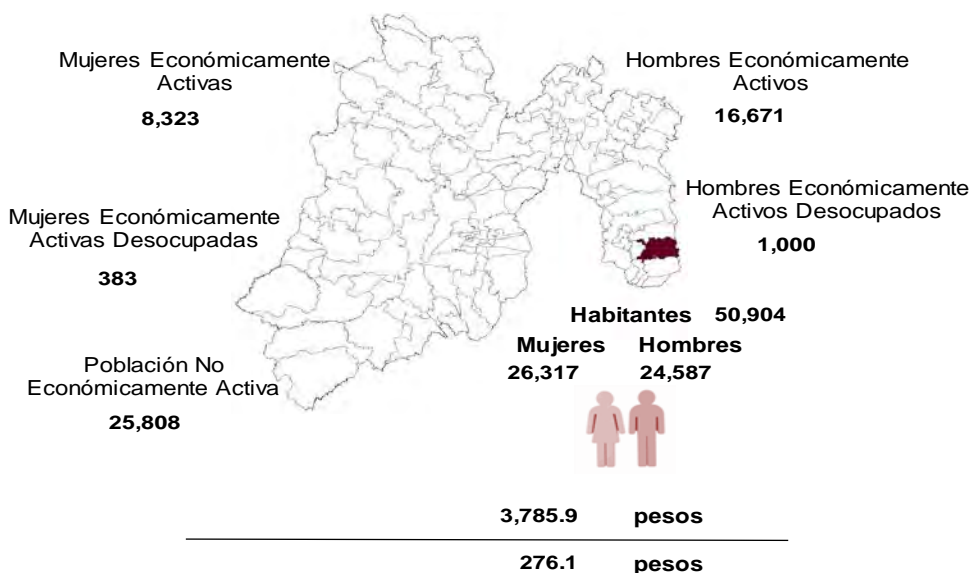 Mujeres Económicamente
Activas
8,323
Hombres Económicamente
Activos
16,671
Mujeres Económicamente
Activas Desocupadas
383
Hombres Económicamente
Activos Desocupados
1,000
Población No
Económicamente Activa
25,808
Habitantes 50,904
Mujeres Hombres
26,317 24,587
3,785.9 pesos
276.1 pesos